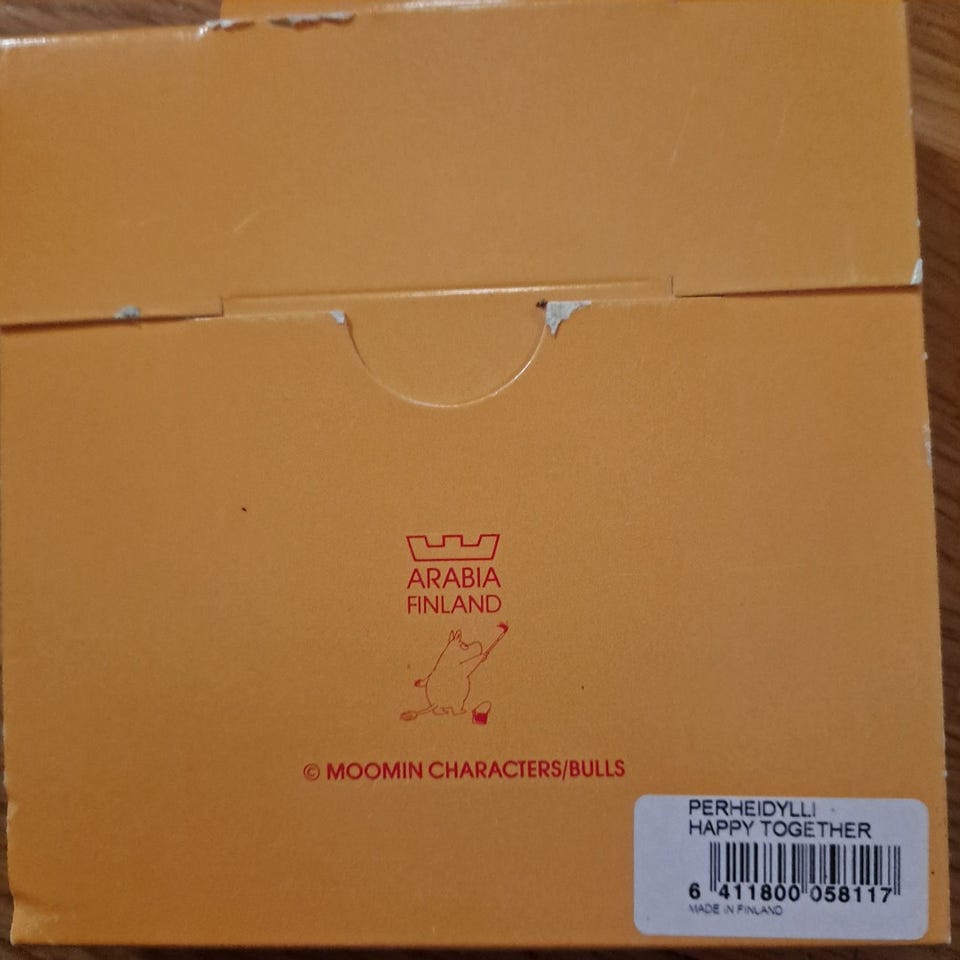 ARABIA
FINLAND
© MOOMIN CHARACTERS/BULLS
PERHEIDYLLI
HAPPY TOGETHER
6 411800 058117
MADE IN FINLAND